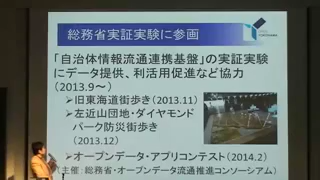 総務省実証実験に参画
「自治体情報流通連携基盤」の実証実験
にデータ提供、利活用促進など協力
(2013.9～)
➢旧東海道街歩き(2013.11)
➢左近山団地・ダイヤモンド
パーク防災街歩き
(2013.12)
➢オープンデータ・アプリコンテスト(2014.2)
(主催:総務省・オープンデータ流通推進コンソーシアム)